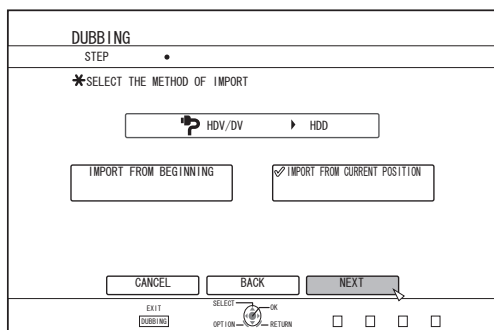 DUBBING
STEP
SELECT THE METHOD OF IMPORT
HDV/DV HDD
IMPORT FROM BEGINNING
IMPORT FROM CURRENT POSITION
CANCEL BACK NEXT
EXIT
DUBBING
SELECT OK
OPTION RETURN